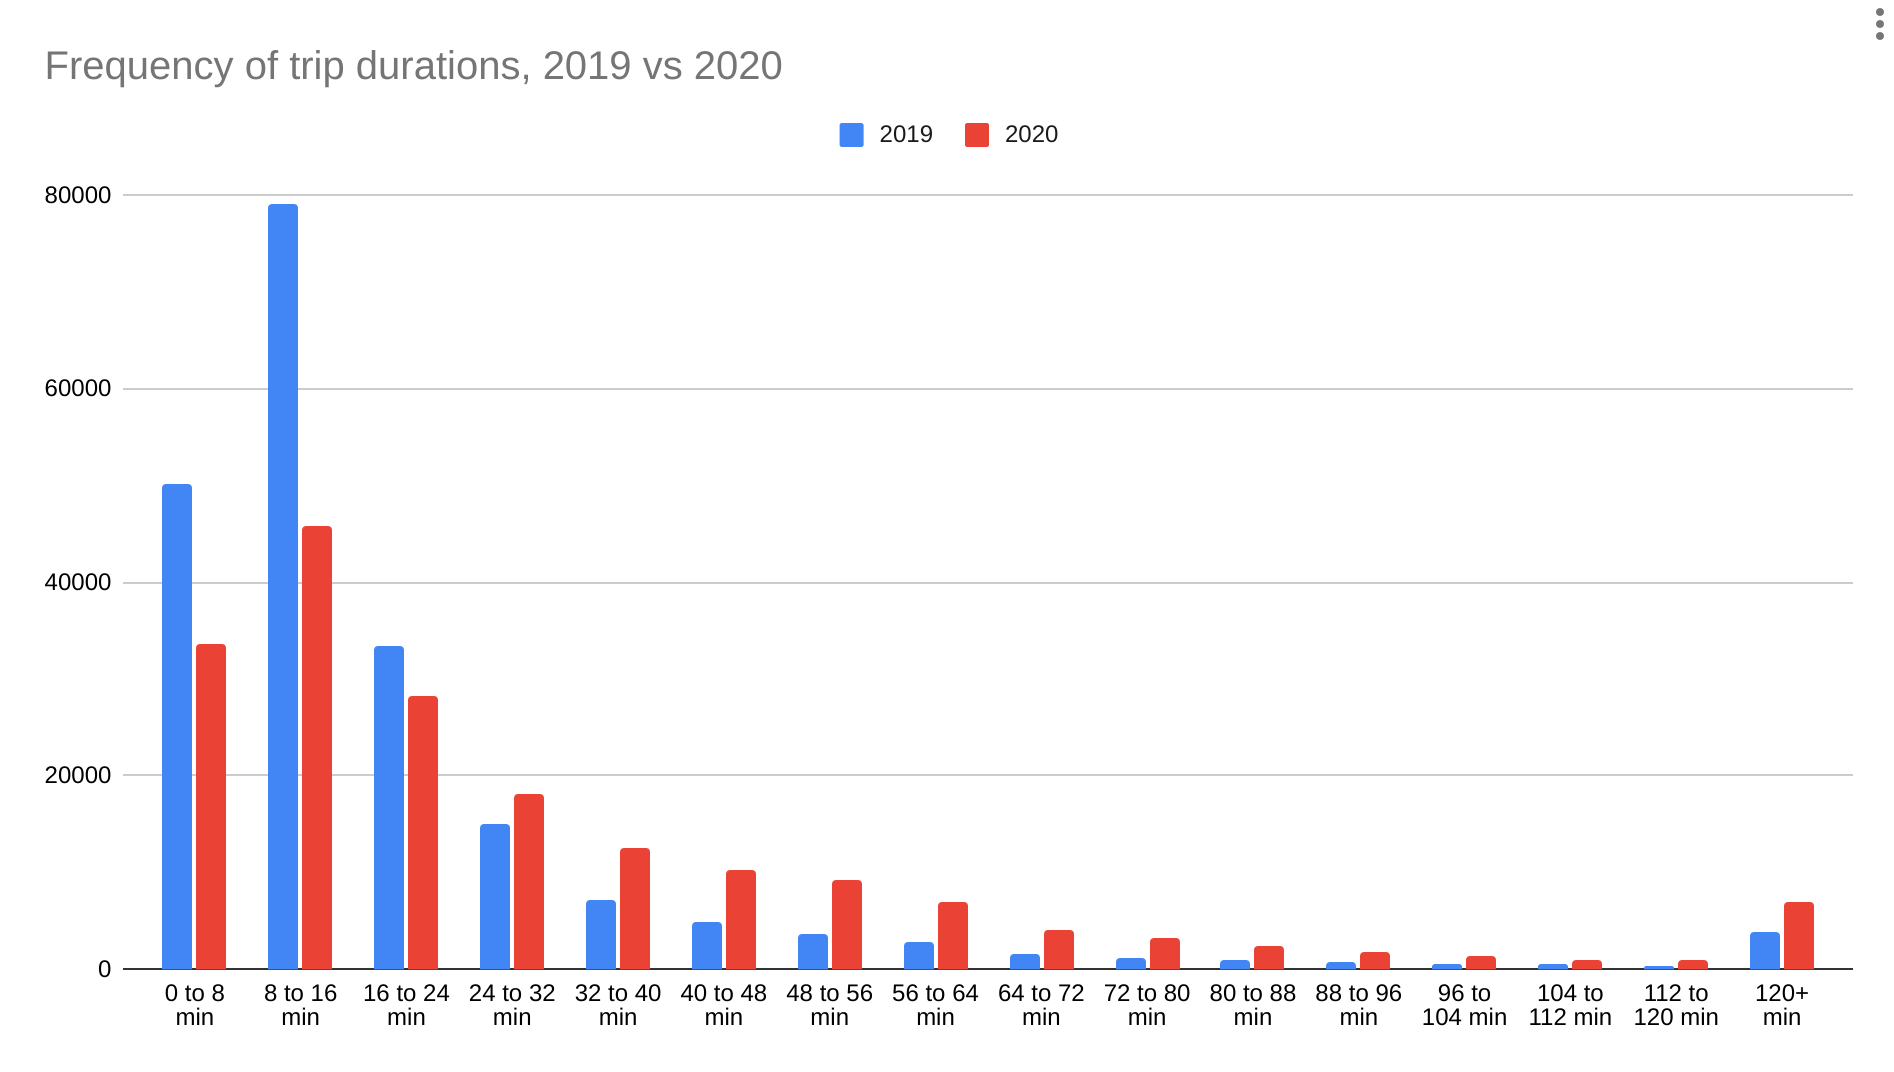 Frequency of trip durations, 2019 vs 2020
2019 2020
80000
60000
40000
20000
0
0 to 8 8 to 16 16 to 24 24 to 32 32 to 40 40 to 48 48 to 56 56 to 64 64 to 72 72 to 80 80 to 88 88 to 96 96 to 104 to 112 to 120+
min min min min min min min min min min min min 104 min 112 min 120 min min